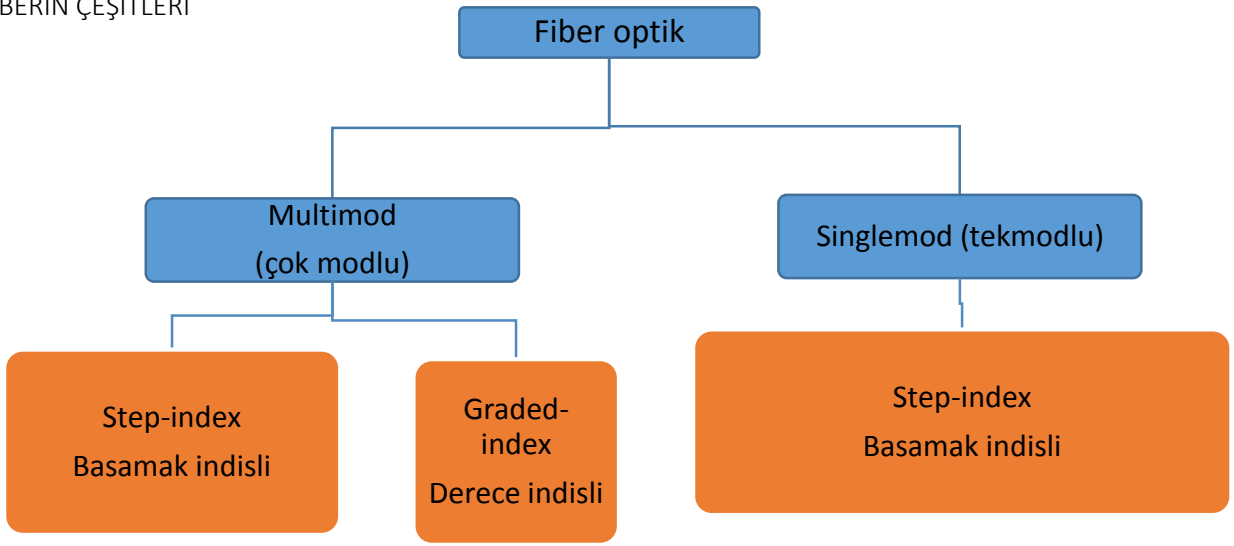 BERİN ÇEŞİTLERİ
Fiber optik
Multimod
(çok modlu)
Singlemod (tekmodlu)
Step-index
Basamak indisli
Graded-
index
Derece indisli
Step-index
Basamak indisli